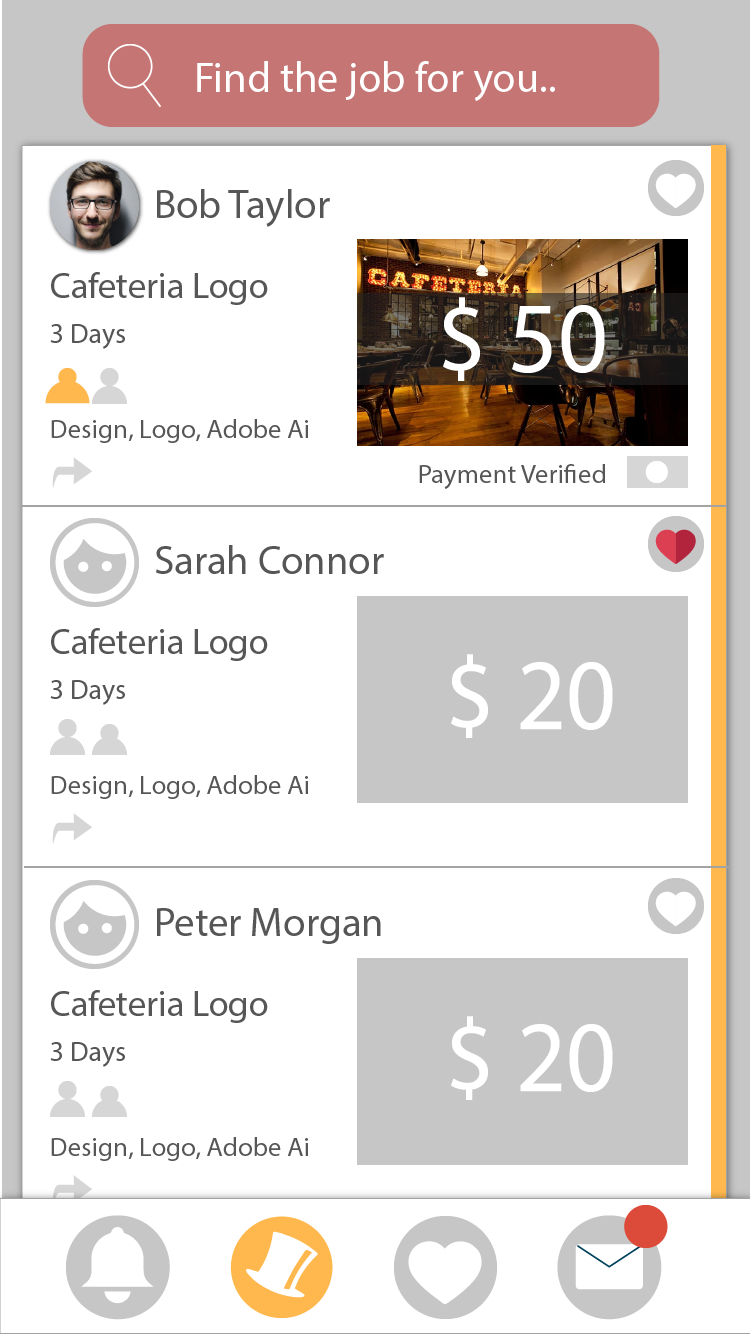 Find the job for you..
Bob Taylor
Cafeteria Logo
CAFETERIA
$ 50
3 Days
Design, Logo, Adobe Ai
Payment Verified
Sarah Connor
Cafeteria Logo
$ 20
3 Days
Design, Logo, Adobe Ai
Peter Morgan
Cafeteria Logo
$ 20
3 Days
Design, Logo, Adobe Ai